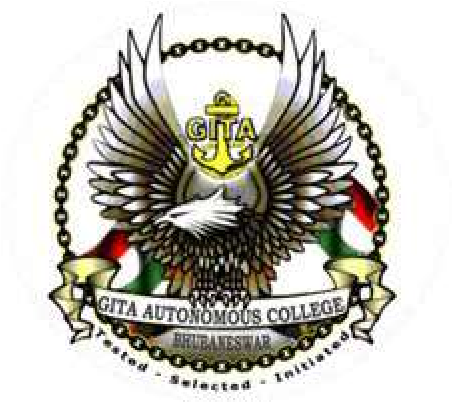 GITA
GITA AUTONOMOUS COLLEGE
BHUBANESWAR
Tested - Selected - Initiated